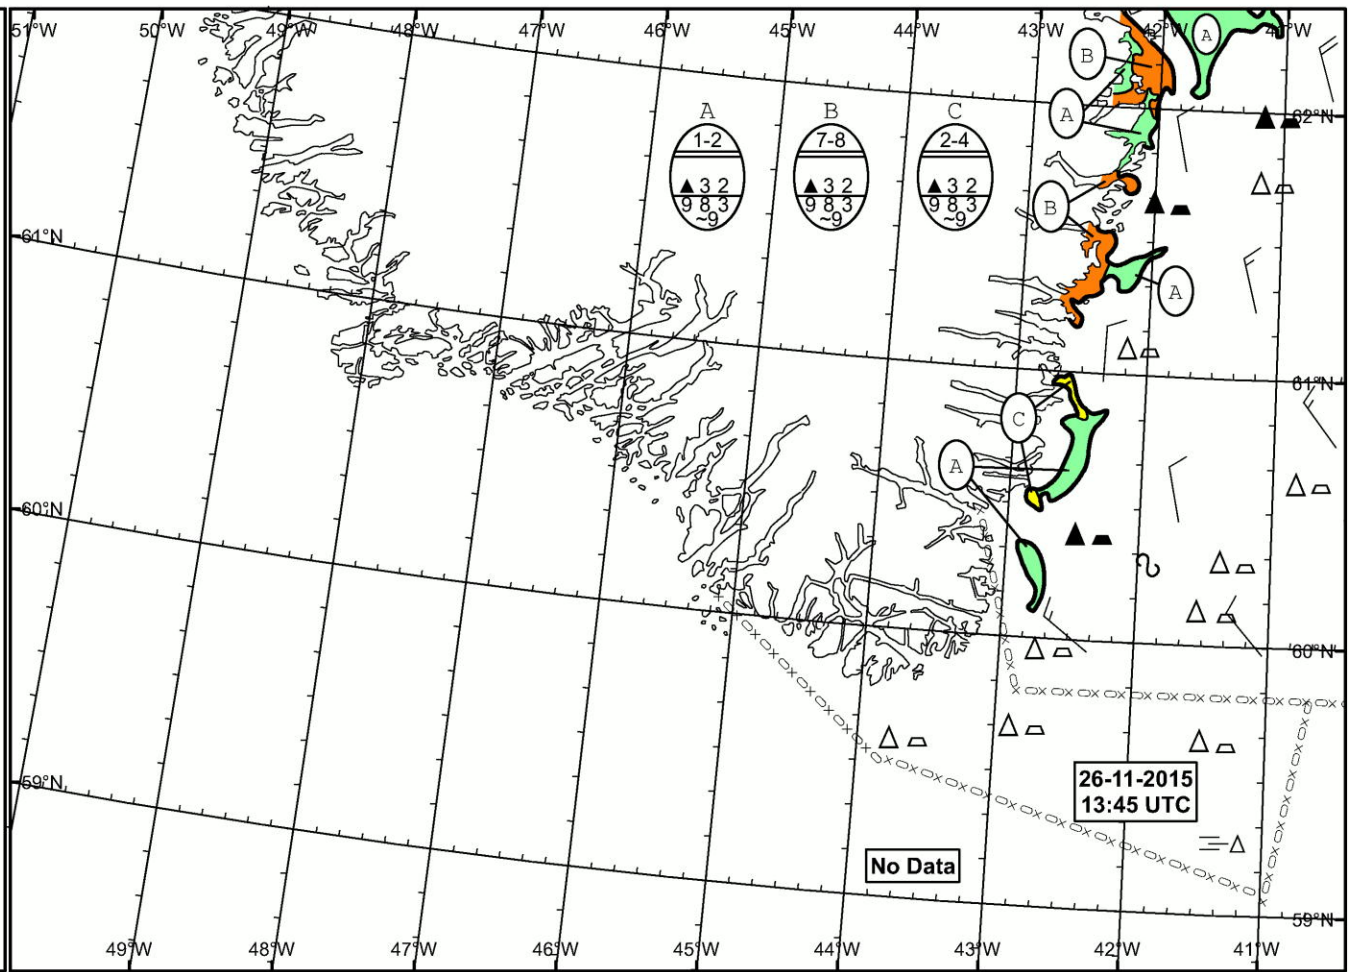 51°W 50°W 49°W 48°W 47°W 46°W 45°W 44°W 43°W 42°W 41°W
A
B
A
62°N
A B C
1-2 7-8 2-4
3 2 3 2 3 2
9 8 3 9 8 3 9 8 3
~9 ~9 ~9
B
61°N
A
61°N
C
A
60°N
60°N
26-11-2015
13:45 UTC
59°N
No Data
59°N
49°W 48°W 47°W 46°W 45°W 44°W 43°W 42°W 41°W